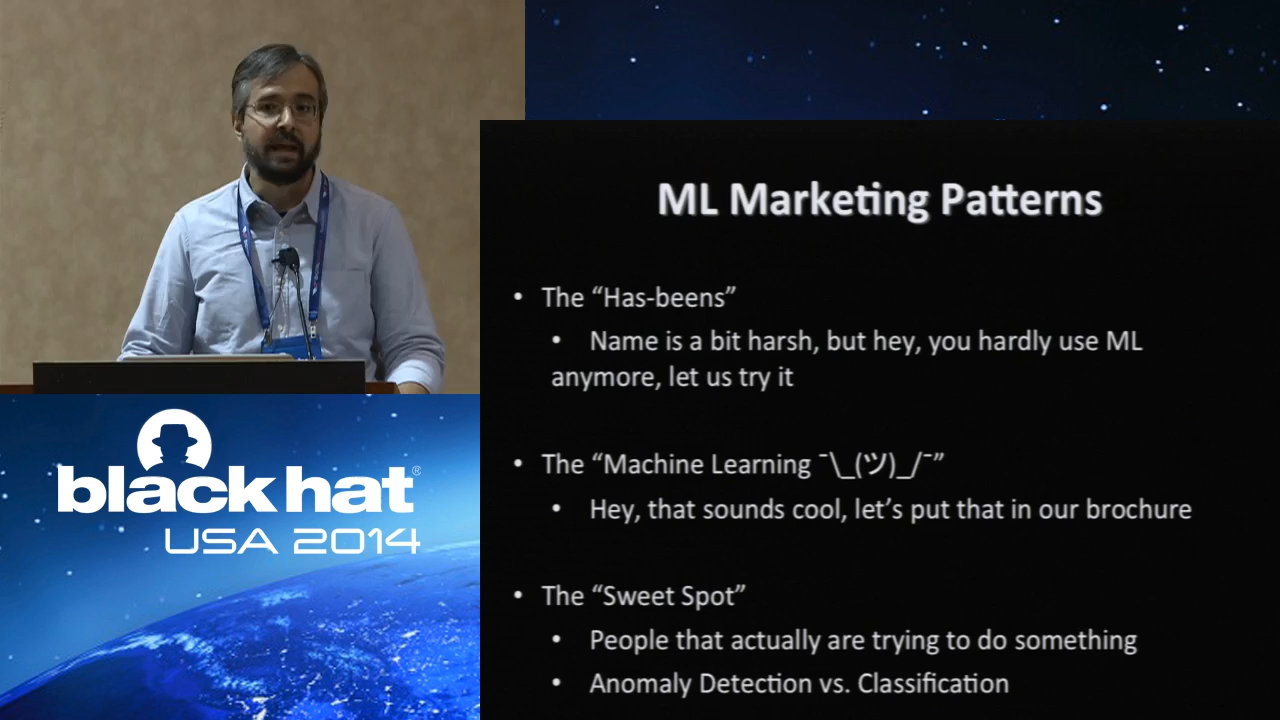 ML Marketing Patterns
• The “Has-beens”
• Name is a bit harsh, but hey, you hardly use ML
anymore, let us try it
• The “Machine Learning ¯\_(ツ)_/¯”
• Hey, that sounds cool, let’s put that in our brochure
• The “Sweet Spot”
• People that actually are trying to do something
• Anomaly Detection vs. Classification
black hat®
USA 2014